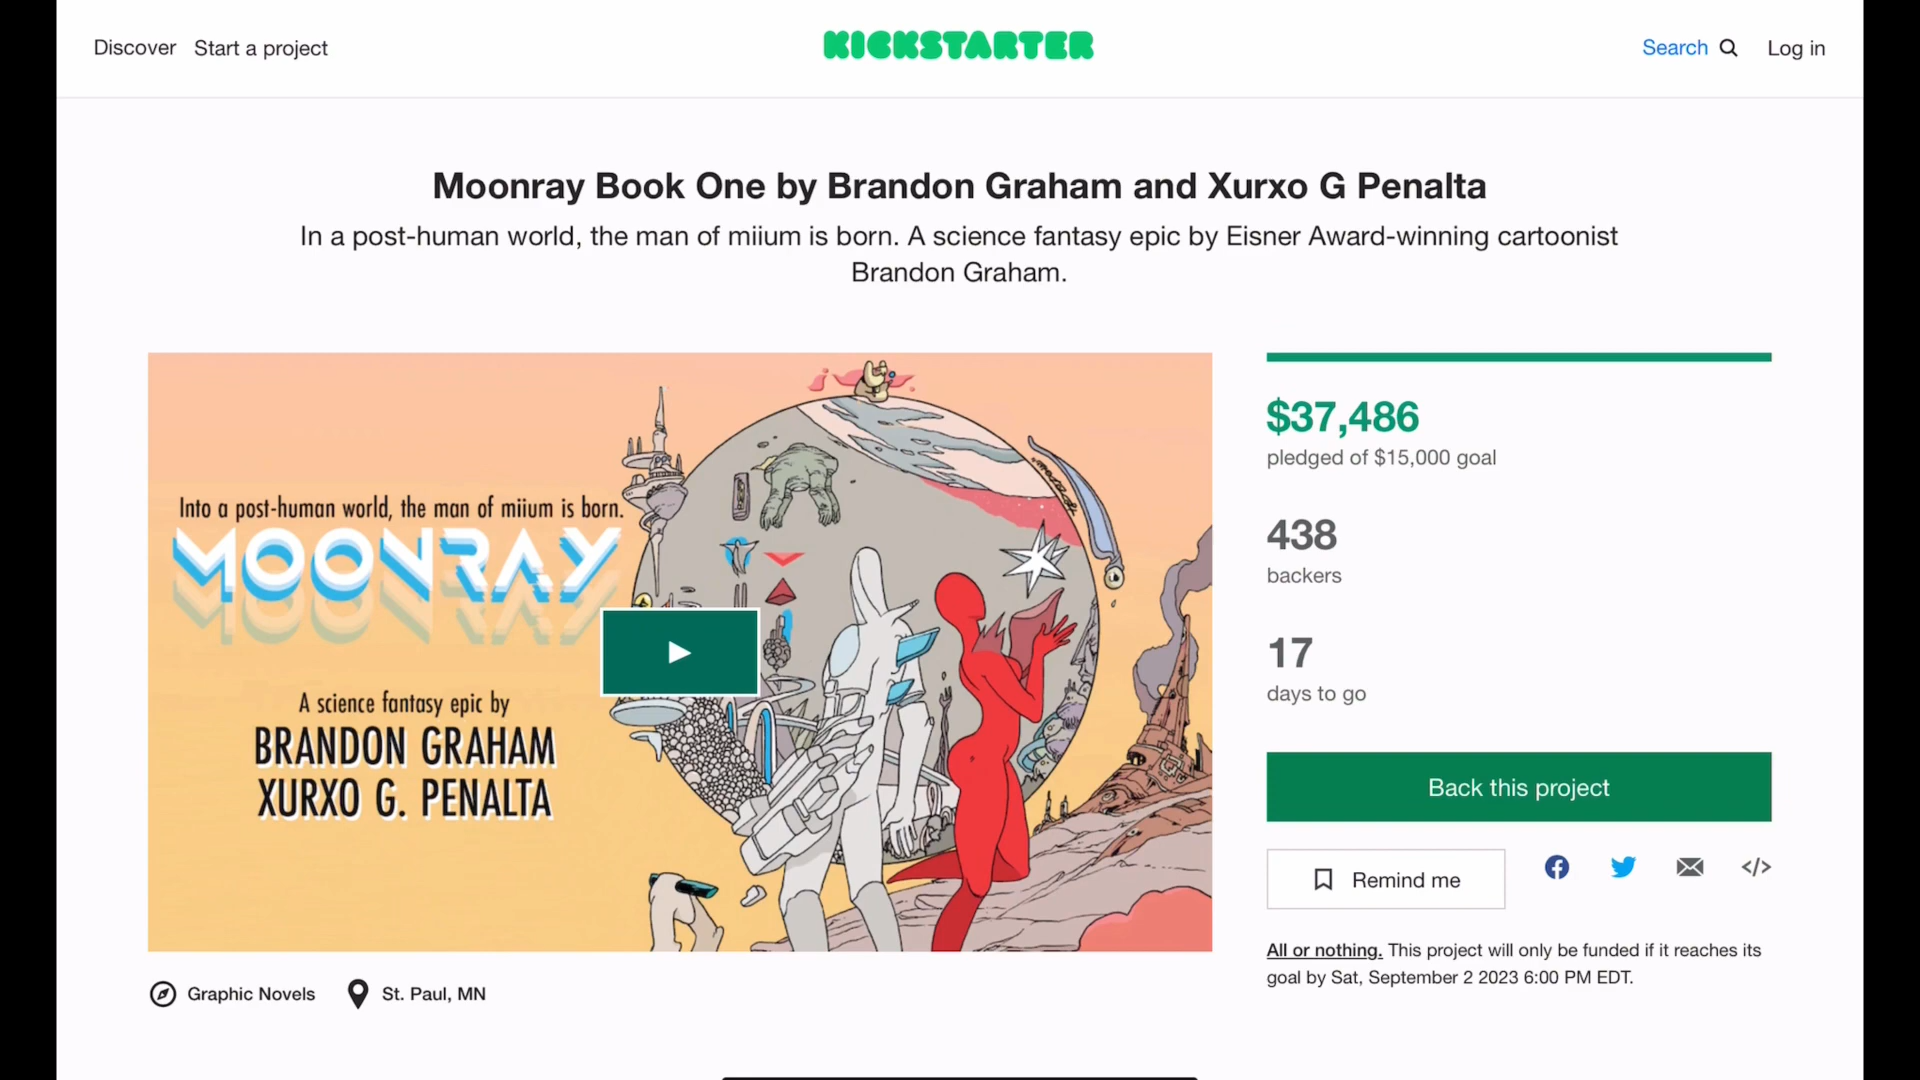 Discover Start a project
KICKSTARTER
Search Log in
Moonray Book One by Brandon Graham and Xurxo G Penalta
In a post-human world, the man of miium is born. A science fantasy epic by Eisner Award-winning cartoonist
Brandon Graham.
Into a post-human world, the man of miium is born.
MOONRAY
A science fantasy epic by
BRANDON GRAHAM
XURXO G. PENALTA
$37,486
pledged of $15,000 goal
438
backers
17
days to go
Back this project
Remind me
All or nothing. This project will only be funded if it reaches its
goal by Sat, September 2 2023 6:00 PM EDT.
Graphic Novels St. Paul, MN